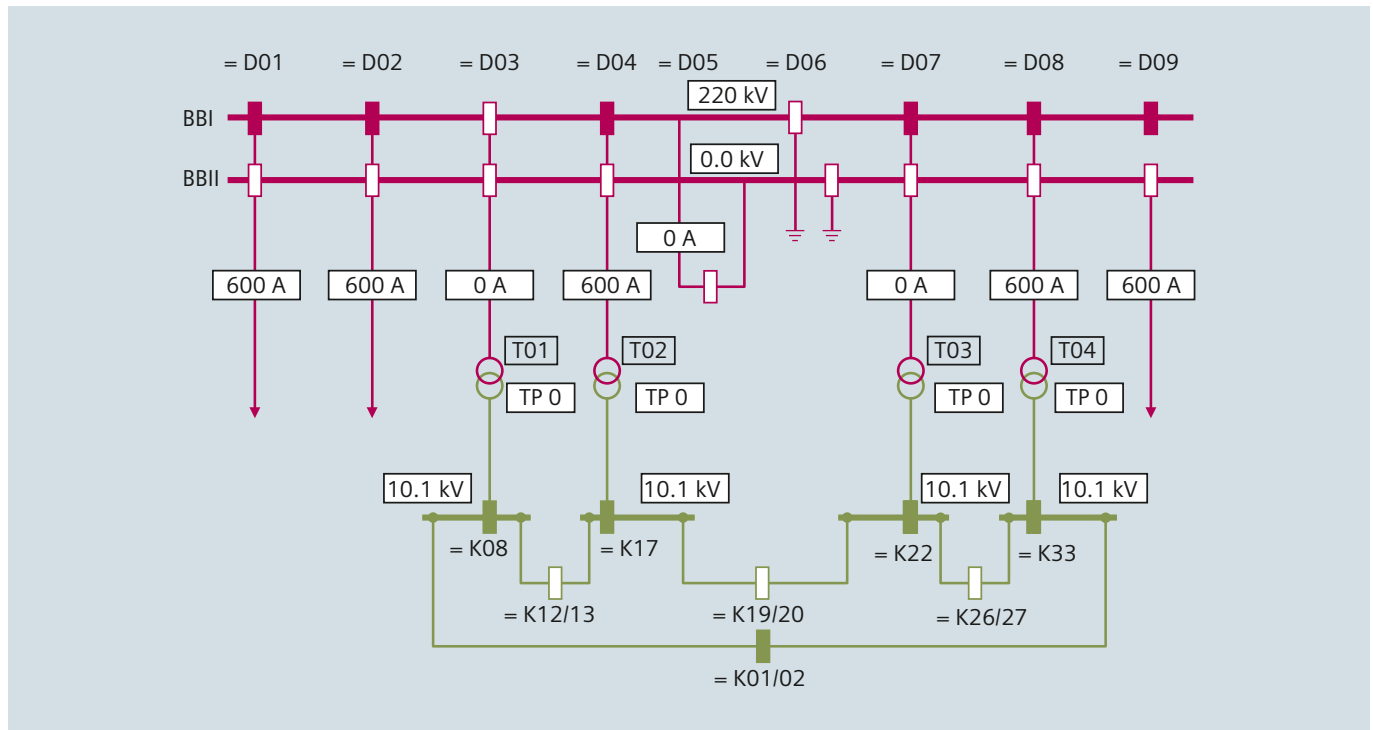 = D01 = D02 = D03 = D04 = D05 = D06 = D07 = D08 = D09
220 kV
BBI
0.0 kV
BBII
0 A
600 A 600 A 0 A 600 A 0 A 600 A 600 A
T01 T02 T03 T04
TP 0 TP 0 TP 0 TP 0
10.1 kV 10.1 kV 10.1 kV 10.1 kV
= K08 = K17 = K22 = K33
= K12/13 = K19/20 = K26/27
= K01/02